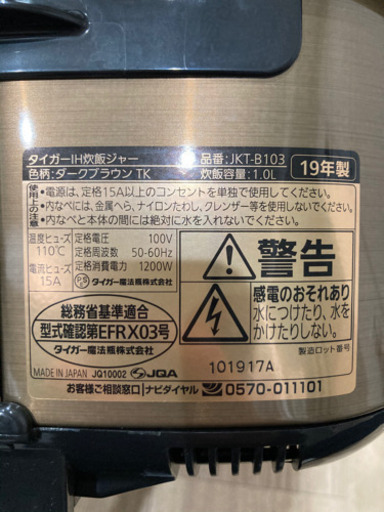 タイガーIH炊飯ジャー 品番:JKT-B103
色柄:ダークブラウン TK 炊飯容量:1.0L 19年製
使用上の注意
•電源は、定格15A以上のコンセントを単独で使用してください。
•内なべには、金属へら、ナイロンたわし、クレンザー等を使用しないでください。
•内なべと本体の間には絶対に水を入れないでください。
温度ヒューズ 110℃
電流ヒューズ 15A
定格電圧 100V
定格周波数 50-60Hz
定格消費電力 1200W
PS E タイガー魔法瓶株式会社
総務省基準適合
型式確認第EFRX03号
タイガー魔法瓶株式会社
警告
感電のおそれあり
水につけたり、水を
かけたりしない。
製造ロット番号
101917A
MADE IN JAPAN JQ10002 JQA
お客様ご相談窓口/ナビダイヤル 0570-011101